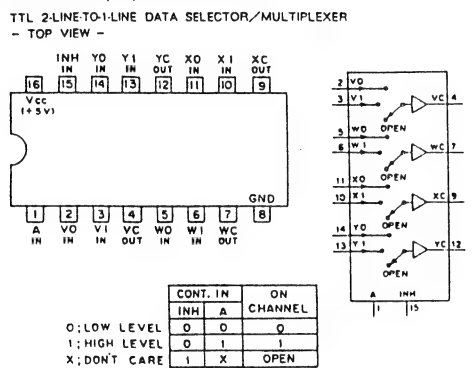 TTL 2-LINE-TO-1-LINE DATA SELECTOR/MULTIPLEXER
- TOP VIEW -
INH Y0 Y1 YC X0 X1 XC
IN IN IN OUT IN IN OUT
16 15 14 13 12 11 10 9
Vcc
(+5V)
GND
1 2 3 4 5 6 7 8
A V0 V1 VC W0 W1 WC
IN IN IN OUT IN IN OUT
2 V0
3 V1 VC 4
OPEN
5 W0
6 W1 WC 7
OPEN
11 X0
10 X1 XC 9
OPEN
14 Y0
13 Y1 YC 12
OPEN
A INH
1 15
CONT. IN ON
INH A CHANNEL
0;LOW LEVEL 0 0 0
1;HIGH LEVEL 0 1 1
X;DON'T CARE 1 X OPEN